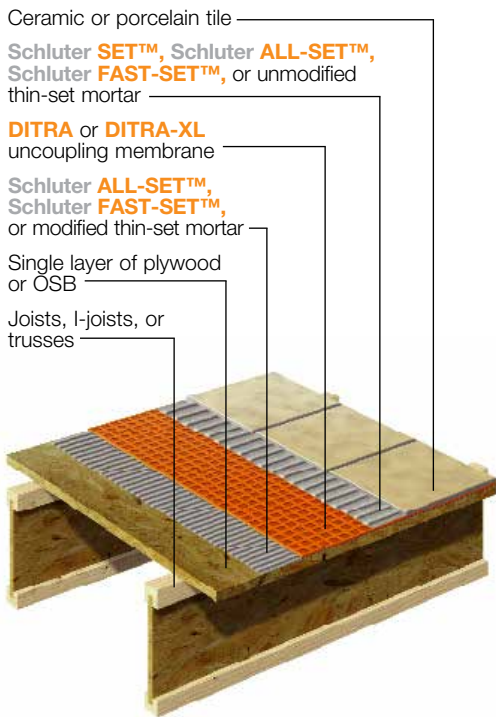 Ceramic or porcelain tile
Schluter SET™, Schluter ALL-SET™,
Schluter FAST-SET™, or unmodified
thin-set mortar
DITRA or DITRA-XL
uncoupling membrane
Schluter ALL-SET™,
Schluter FAST-SET™,
or modified thin-set mortar
Single layer of plywood
or OSB
Joists, I-joists, or
trusses